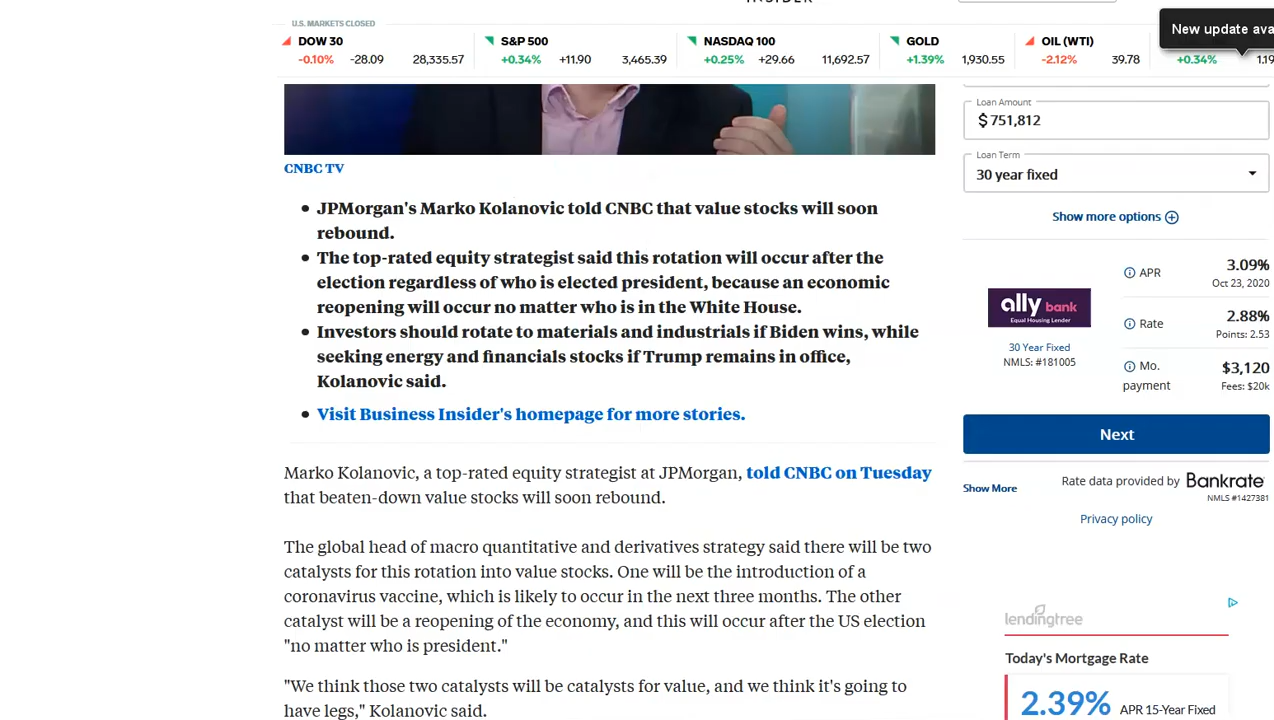 U.S. MARKETS CLOSED
DOW 30
-0.10% -28.09 28,335.57
S&P 500
+0.34% +11.90 3,465.39
NASDAQ 100
+0.25% +29.66 11,692.57
GOLD
+1.39% 1,930.55
OIL (WTI)
-2.12% 39.78
+0.34% 1.19
New update ava
CNBC TV
• JPMorgan's Marko Kolanovic told CNBC that value stocks will soon
rebound.
• The top-rated equity strategist said this rotation will occur after the
election regardless of who is elected president, because an economic
reopening will occur no matter who is in the White House.
• Investors should rotate to materials and industrials if Biden wins, while
seeking energy and financials stocks if Trump remains in office,
Kolanovic said.
• Visit Business Insider's homepage for more stories.
Marko Kolanovic, a top-rated equity strategist at JPMorgan, told CNBC on Tuesday
that beaten-down value stocks will soon rebound.
The global head of macro quantitative and derivatives strategy said there will be two
catalysts for this rotation into value stocks. One will be the introduction of a
coronavirus vaccine, which is likely to occur in the next three months. The other
catalyst will be a reopening of the economy, and this will occur after the US election
"no matter who is president."
"We think those two catalysts will be catalysts for value, and we think it's going to
have legs," Kolanovic said.
Loan Amount
$ 751,812
Loan Term
30 year fixed
Show more options
ally bank
Equal Housing Lender
30 Year Fixed
NMLS: #181005
APR 3.09%
Oct 23, 2020
Rate 2.88%
Points: 2.53
Mo. payment $3,120
Fees: $20k
Next
Show More
Rate data provided by Bankrate
NMLS #1427381
Privacy policy
lendingtree
Today's Mortgage Rate
2.39% APR 15-Year Fixed